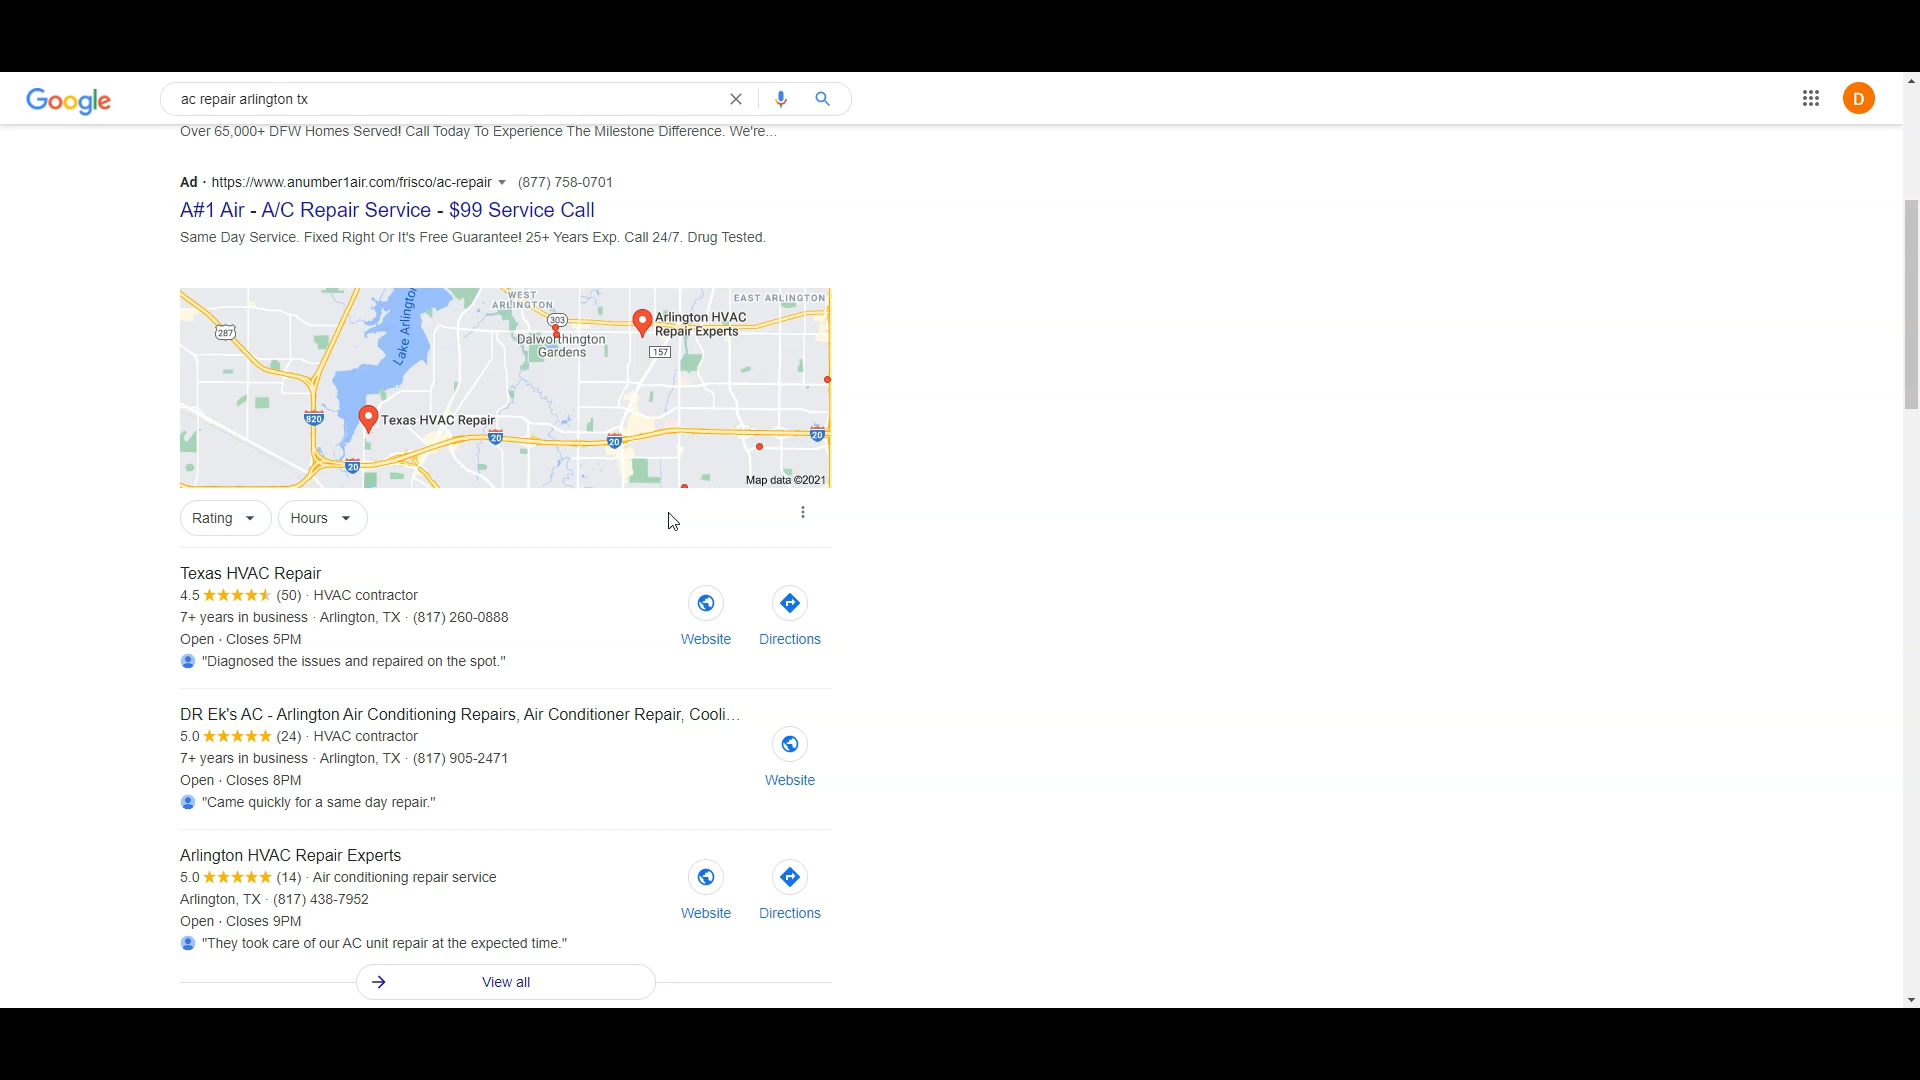 Google
ac repair arlington tx
D
Over 65,000+ DFW Homes Served! Call Today To Experience The Milestone Difference. We're...
Ad · https://www.anumber1air.com/frisco/ac-repair (877) 758-0701
A#1 Air - A/C Repair Service - $99 Service Call
Same Day Service. Fixed Right Or It's Free Guarantee! 25+ Years Exp. Call 24/7. Drug Tested.
WEST
ARLINGTON
EAST ARLINGTON
Lake Arlington
287
303
Arlington HVAC
Repair Experts
Dalworthington
Gardens
157
820
Texas HVAC Repair
20
20
20
20
Map data ©2021
Rating
Hours
Texas HVAC Repair
4.5 (50) · HVAC contractor
7+ years in business · Arlington, TX · (817) 260-0888
Open · Closes 5PM
"Diagnosed the issues and repaired on the spot."
Website
Directions
DR Ek's AC - Arlington Air Conditioning Repairs, Air Conditioner Repair, Cooli...
5.0 (24) · HVAC contractor
7+ years in business · Arlington, TX · (817) 905-2471
Open · Closes 8PM
"Came quickly for a same day repair."
Website
Arlington HVAC Repair Experts
5.0 (14) · Air conditioning repair service
Arlington, TX · (817) 438-7952
Open · Closes 9PM
"They took care of our AC unit repair at the expected time."
Website
Directions
View all